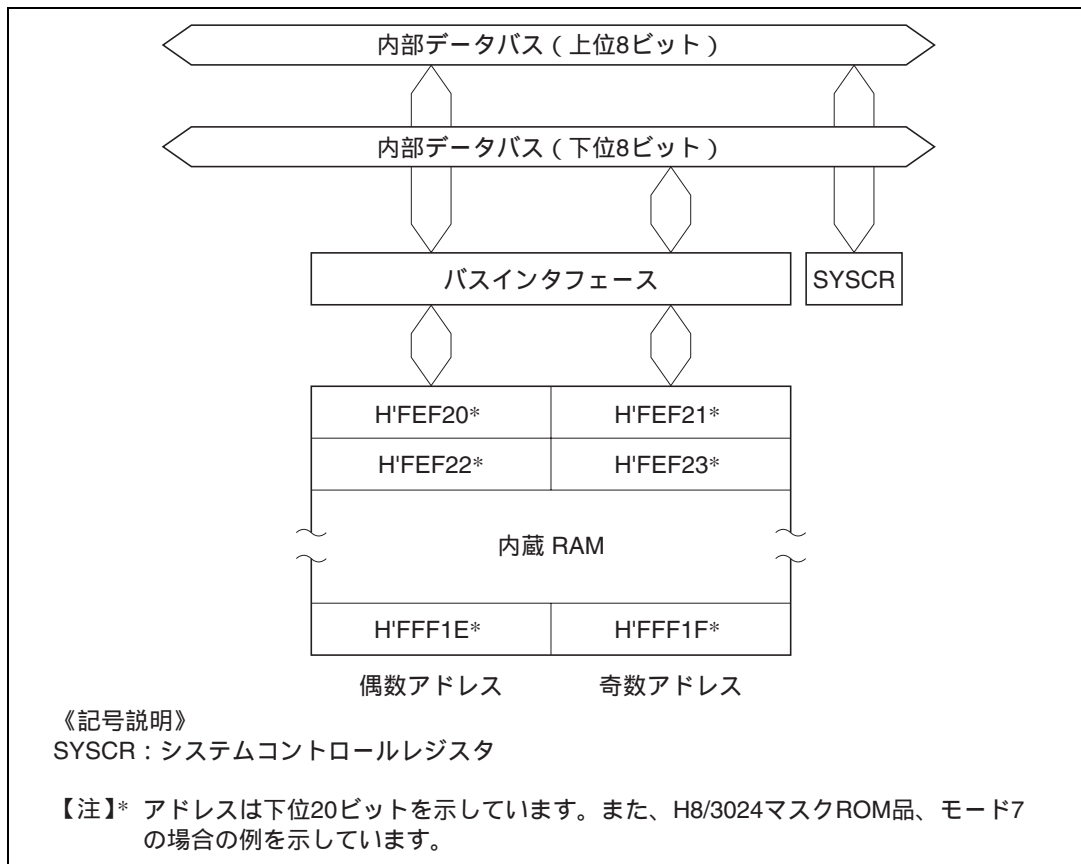 内部データバス（上位8ビット）
内部データバス（下位8ビット）
バスインタフェース
SYSCR
H'FEF20*
H'FEF21*
H'FEF22*
H'FEF23*
内蔵 RAM
H'FFF1E*
H'FFF1F*
偶数アドレス
奇数アドレス
《記号説明》
SYSCR：システムコントロールレジスタ
【注】* アドレスは下位20ビットを示しています。また、H8/3024マスクROM品、モード7
の場合の例を示しています。